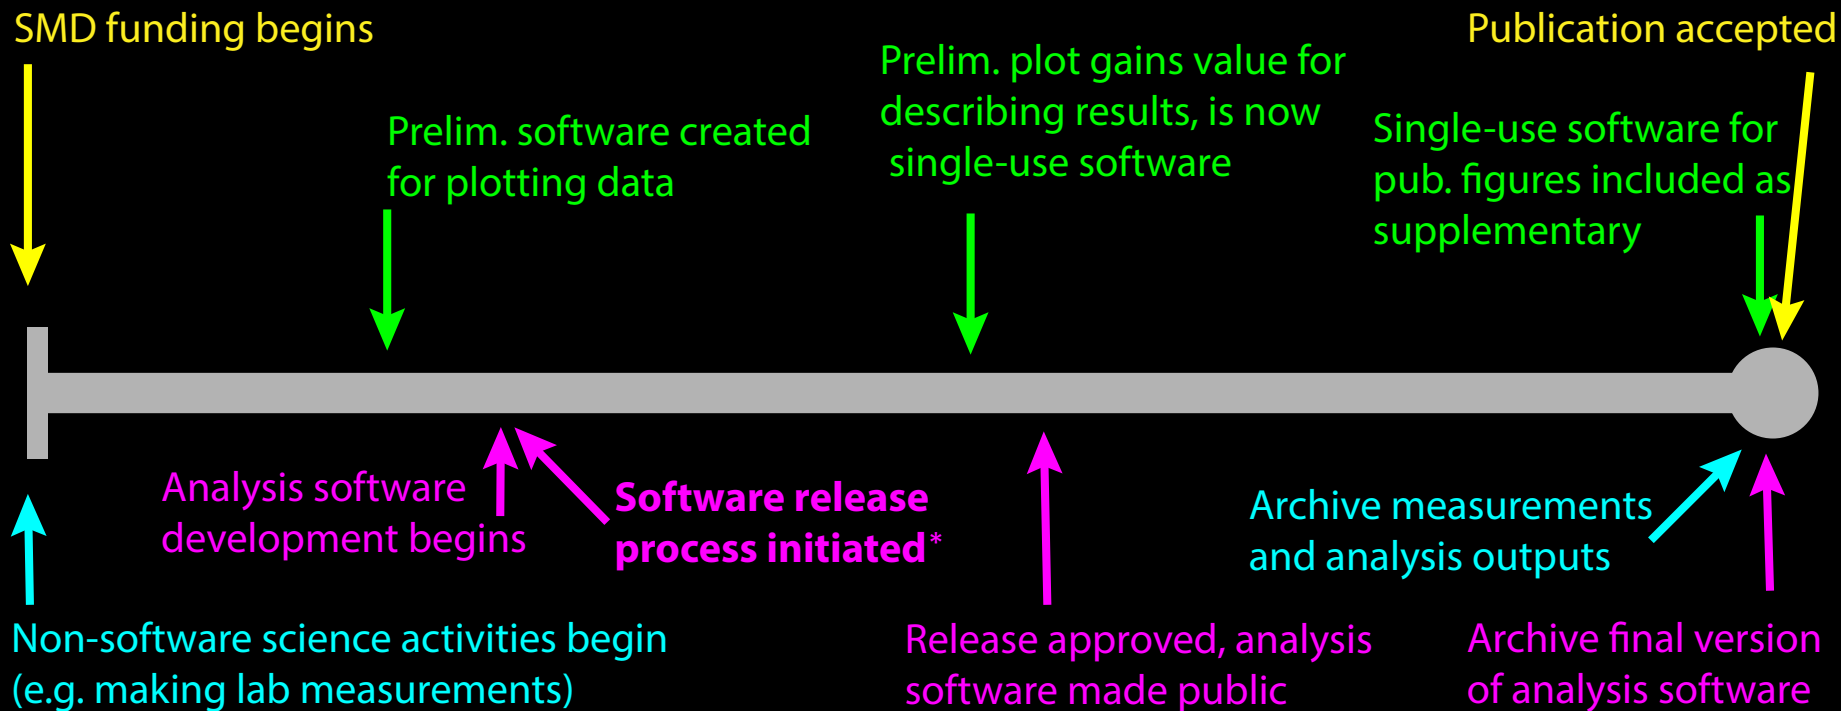 SMD funding begins
Publication accepted
Prelim. plot gains value for
describing results, is now
single-use software
Prelim. software created
for plotting data
Single-use software for
pub. figures included as
supplementary
Analysis software
development begins
Software release
process initiated*
Archive measurements
and analysis outputs
Non-software science activities begin
(e.g. making lab measurements)
Release approved, analysis
software made public
Archive final version
of analysis software